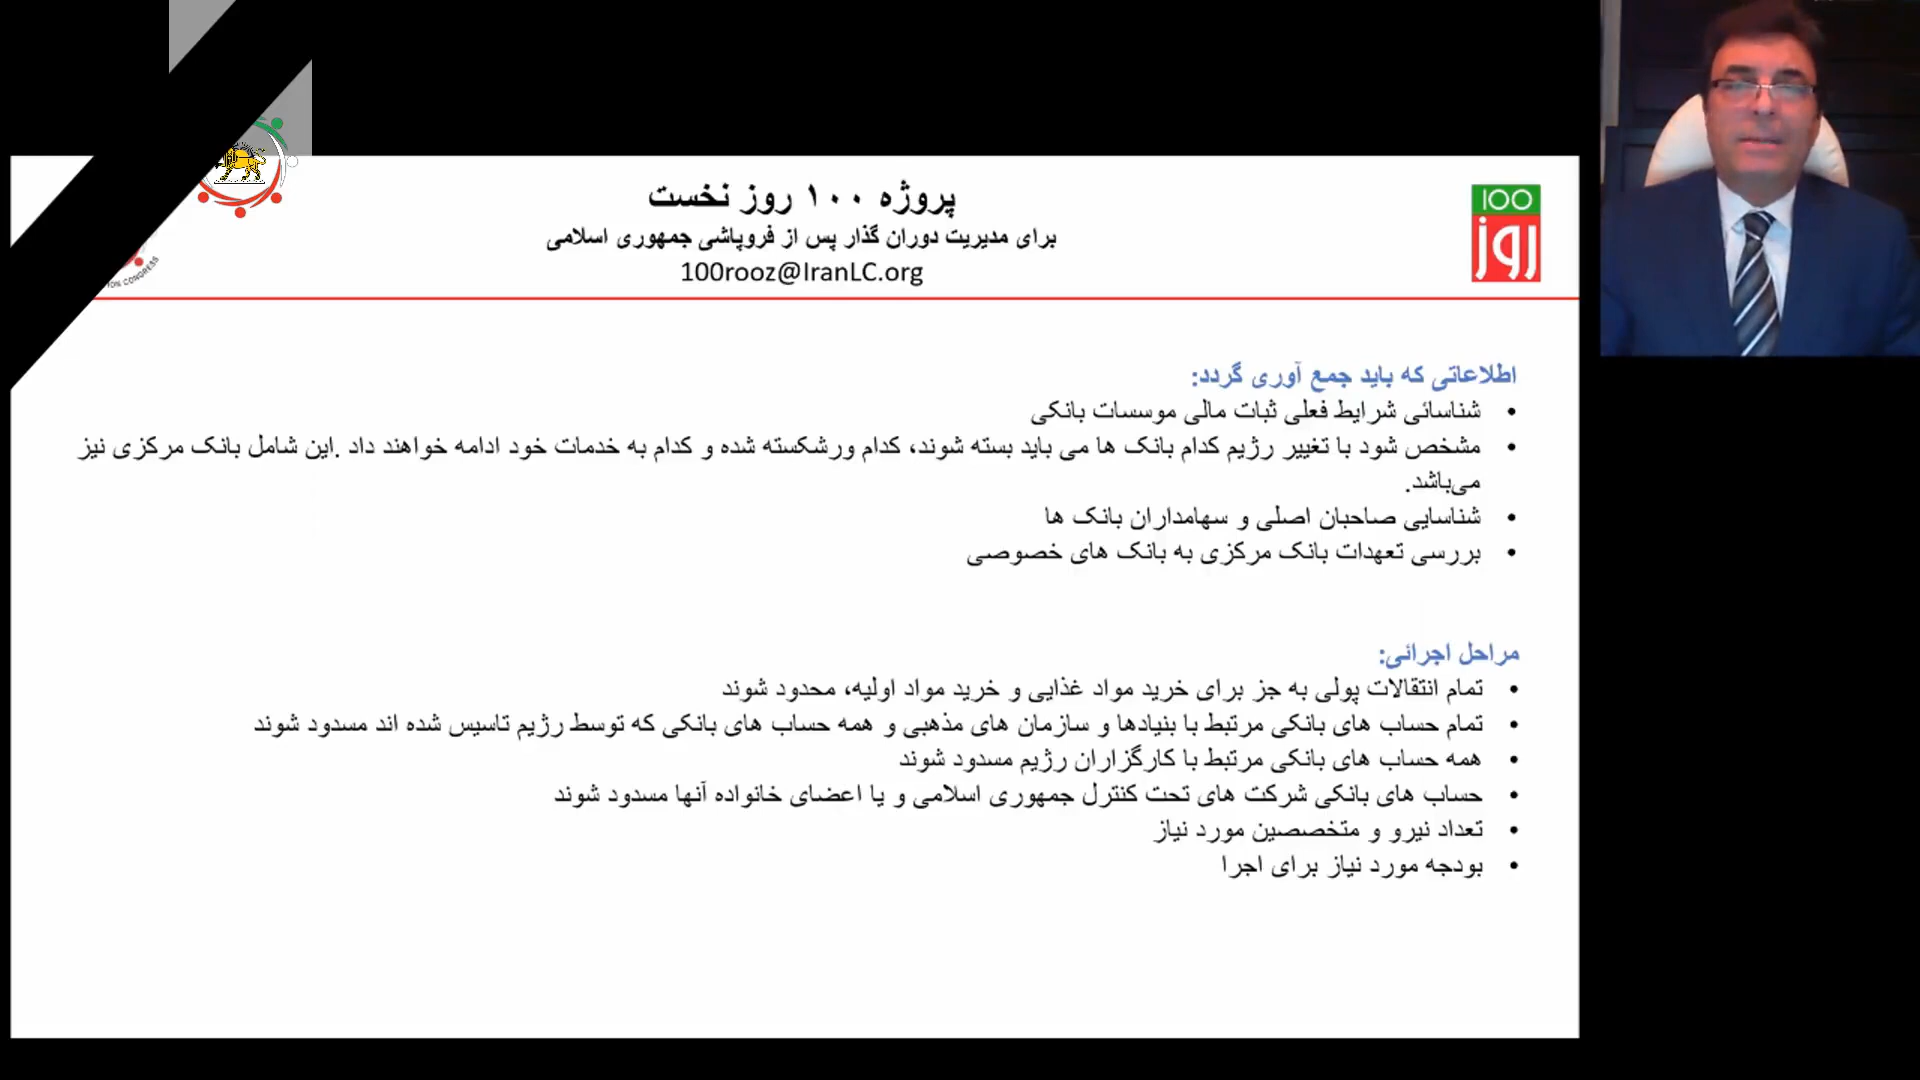 پروژه ۱۰۰ روز نخست
برای مدیریت دوران گذار پس از فروپاشی جمهوری اسلامی
100rooz@IranLC.org
100
روز
CONGRESS
اطلاعاتی که باید جمع آوری گردد:
• شناسائی شرایط فعلی ثبات مالی موسسات بانکی
• مشخص شود با تغییر رژیم کدام بانک ها می باید بسته شوند، کدام ورشکسته شده و کدام به خدمات خود ادامه خواهند داد .این شامل بانک مرکزی نیز
می‌باشد.
• شناسایی صاحبان اصلی و سهامداران بانک ها
• بررسی تعهدات بانک مرکزی به بانک های خصوصی
مراحل اجرائی:
• تمام انتقالات پولی به جز برای خرید مواد غذایی و خرید مواد اولیه، محدود شوند
• تمام حساب های بانکی مرتبط با بنیادها و سازمان های مذهبی و همه حساب های بانکی که توسط رژیم تاسیس شده اند مسدود شوند
• همه حساب های بانکی مرتبط با کارگزاران رژیم مسدود شوند
• حساب های بانکی شرکت های تحت کنترل جمهوری اسلامی و یا اعضای خانواده آنها مسدود شوند
• تعداد نیرو و متخصصین مورد نیاز
• بودجه مورد نیاز برای اجرا